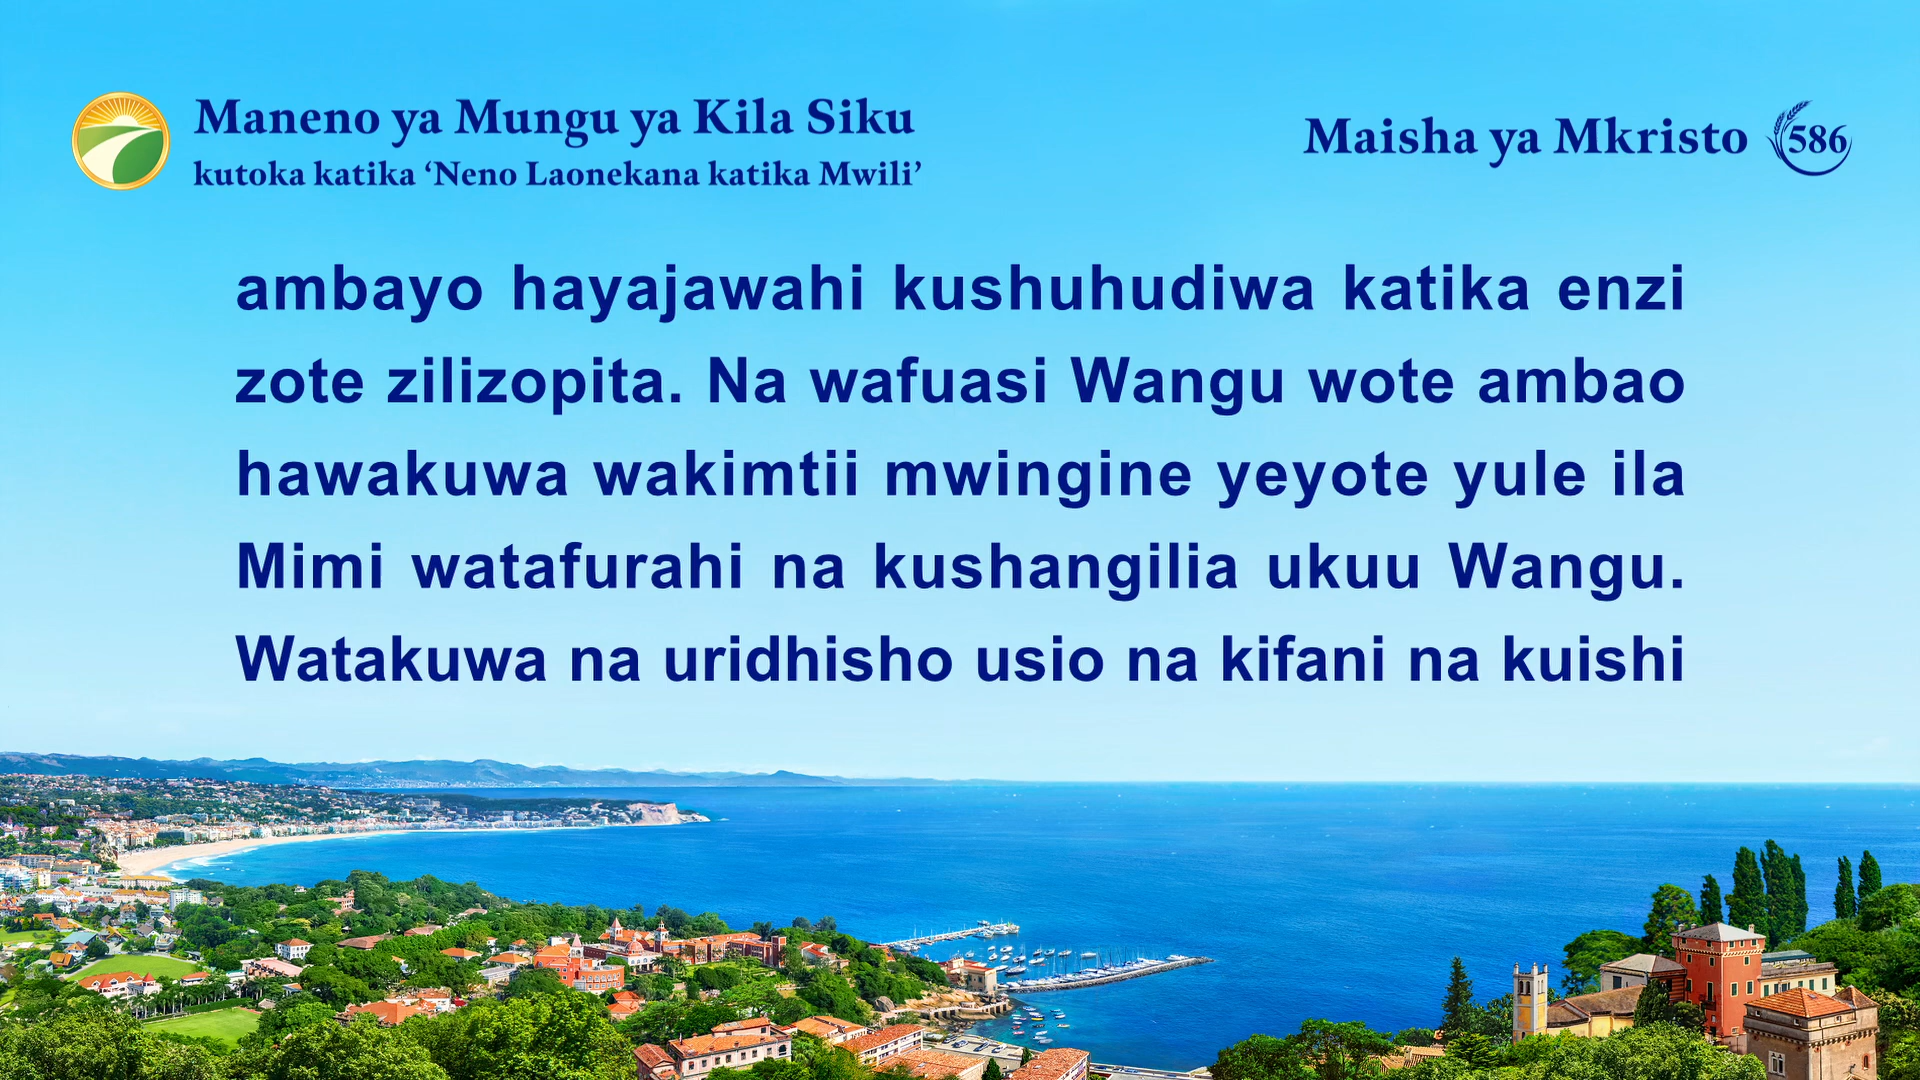 Maneno ya Mungu ya Kila Siku
kutoka katika ‘Neno Laonekana katika Mwili’
Maisha ya Mkristo 586
ambayo hayajawahi kushuhudiwa katika enzi
zote zilizopita. Na wafuasi Wangu wote ambao
hawakuwa wakimtii mwingine yeyote yule ila
Mimi watafurahi na kushangilia ukuu Wangu.
Watakuwa na uridhisho usio na kifani na kuishi